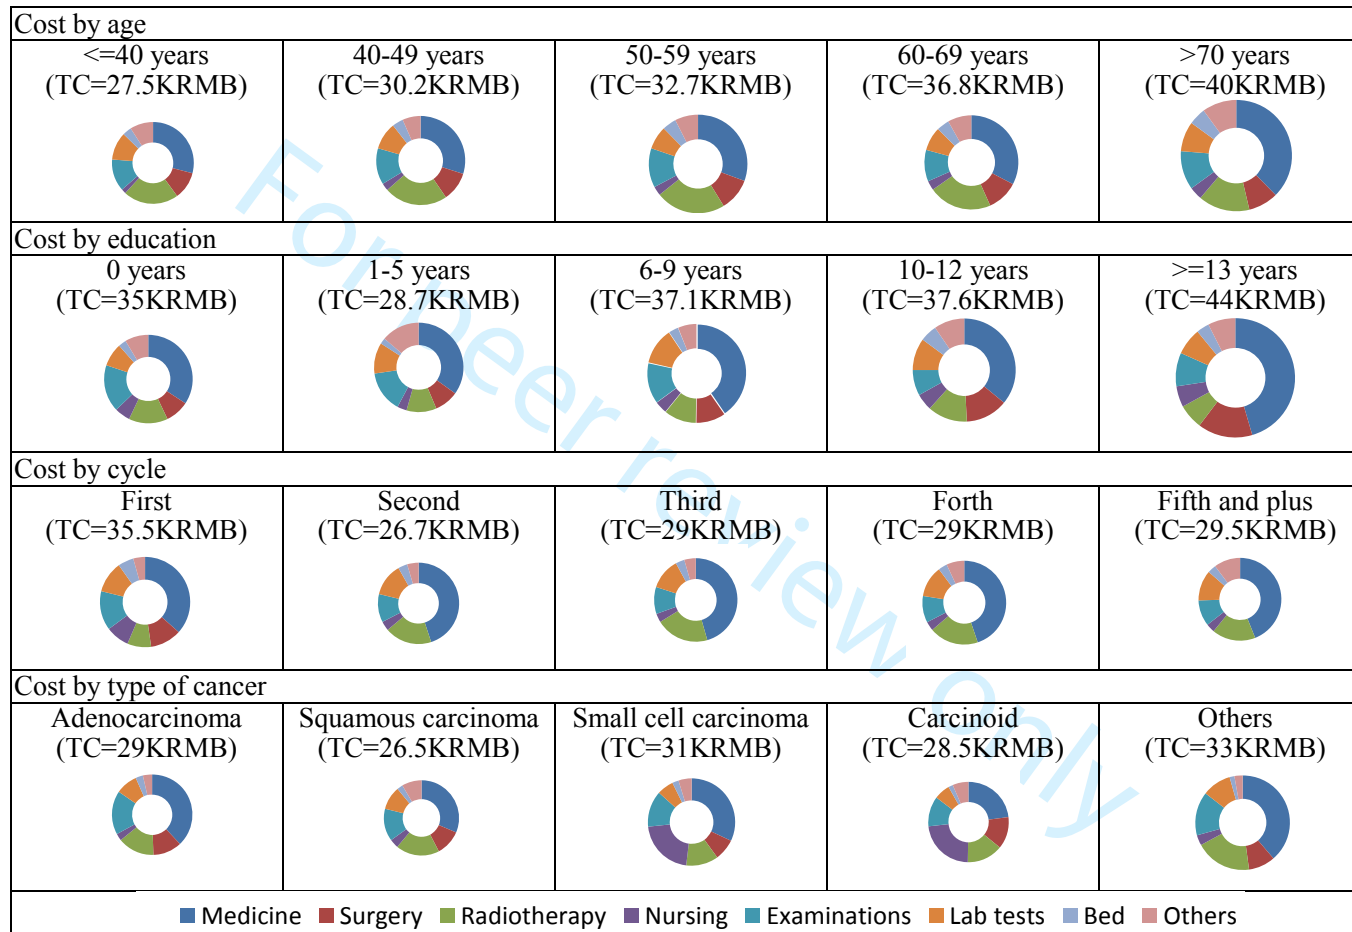 Cost by age
<=40 years
(TC=27.5KRMB)
40-49 years
(TC=30.2KRMB)
50-59 years
(TC=32.7KRMB)
60-69 years
(TC=36.8KRMB)
>70 years
(TC=40KRMB)
Cost by education
0 years
(TC=35KRMB)
1-5 years
(TC=28.7KRMB)
6-9 years
(TC=37.1KRMB)
10-12 years
(TC=37.6KRMB)
>=13 years
(TC=44KRMB)
Cost by cycle
First
(TC=35.5KRMB)
Second
(TC=26.7KRMB)
Third
(TC=29KRMB)
Forth
(TC=29KRMB)
Fifth and plus
(TC=29.5KRMB)
Cost by type of cancer
Adenocarcinoma
(TC=29KRMB)
Squamous carcinoma
(TC=26.5KRMB)
Small cell carcinoma
(TC=31KRMB)
Carcinoid
(TC=28.5KRMB)
Others
(TC=33KRMB)
Medicine Surgery Radiotherapy Nursing Examinations Lab tests Bed Others
For peer review only